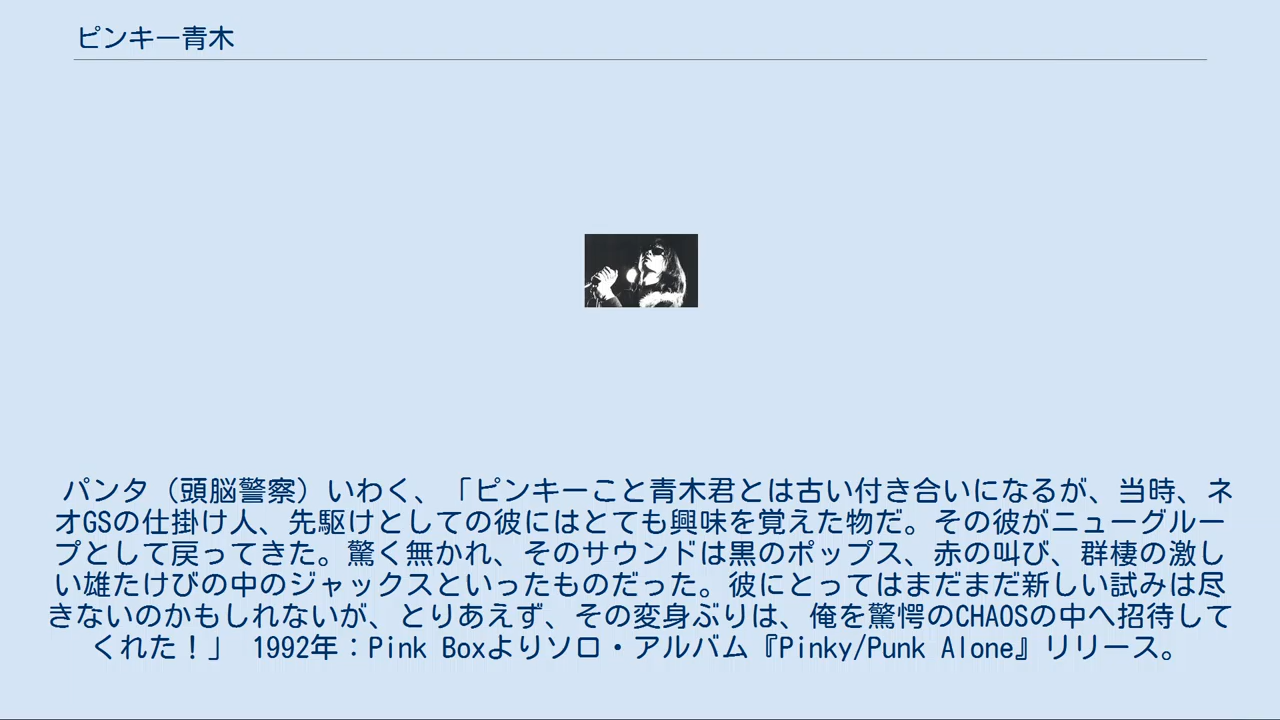 ピンキー青木
パンタ（頭脳警察）いわく、「ピンキーこと青木君とは古い付き合いになるが、当時、ネ
オGSの仕掛け人、先駆けとしての彼にはとても興味を覚えた物だ。その彼がニューグルー
プとして戻ってきた。驚く無かれ、そのサウンドは黒のポップス、赤の叫び、群棲の激し
い雄たけびの中のジャックスといったものだった。彼にとってはまだまだ新しい試みは尽
きないのかもしれないが、とりあえず、その変身ぶりは、俺を驚愕のCHAOSの中へ招待して
くれた！」 1992年：Pink Boxよりソロ・アルバム『Pinky/Punk Alone』リリース。